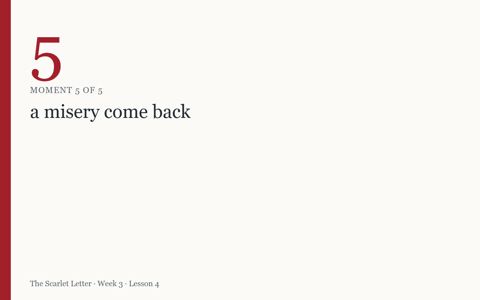 5
MOMENT 5 OF 5
a misery come back
The Scarlet Letter · Week 3 · Lesson 4